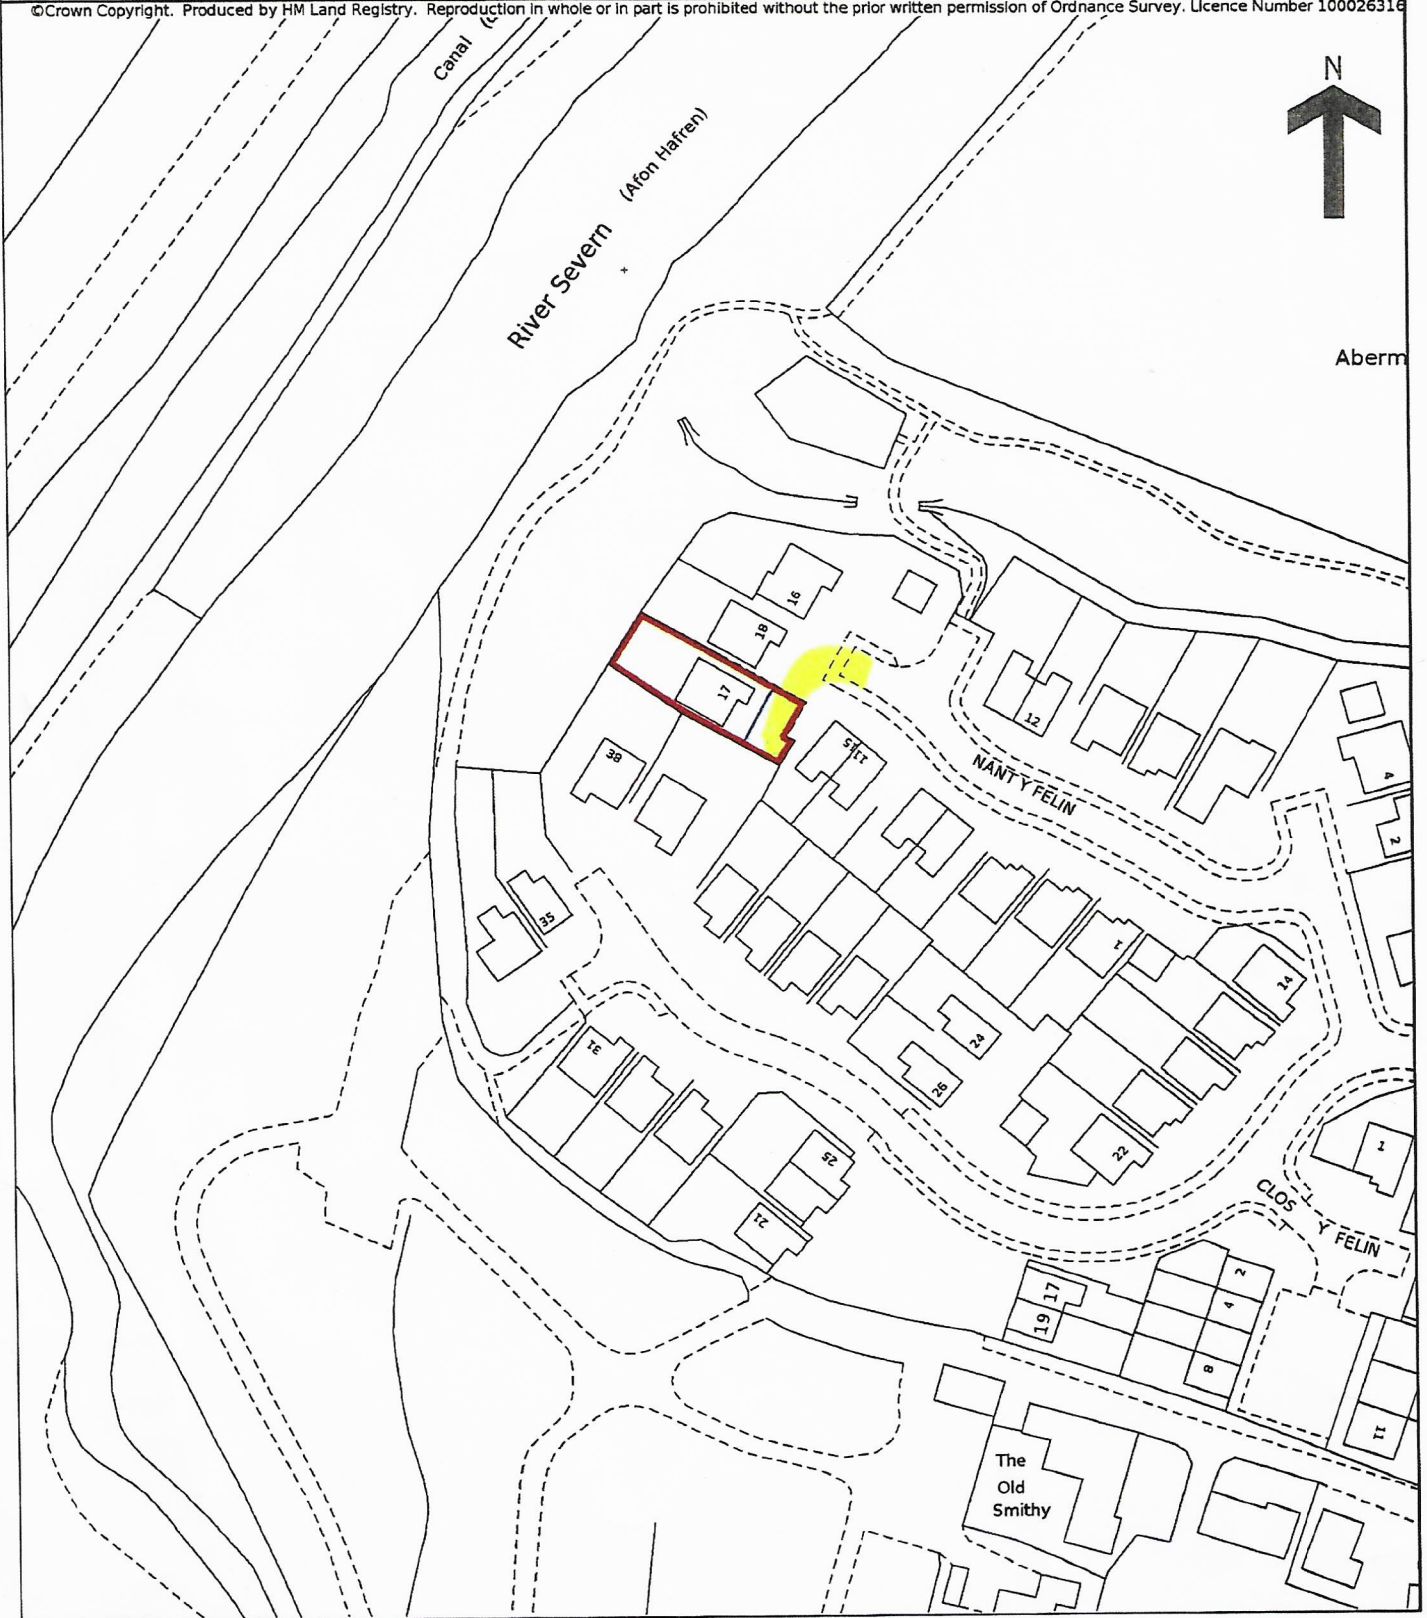 ©Crown Copyright. Produced by HM Land Registry. Reproduction in whole or in part is prohibited without the prior written permission of Ordnance Survey. Licence Number 100026316
Canal
N
(Afon Hafren)
River Severn
Aberm
16
18
17
12
4
2
38
15
11
NANT Y FELIN
35
1
14
24
31
26
22
25
1
21
CLOS
Y FELIN
2
17
4
19
8
11
The
Old
Smithy